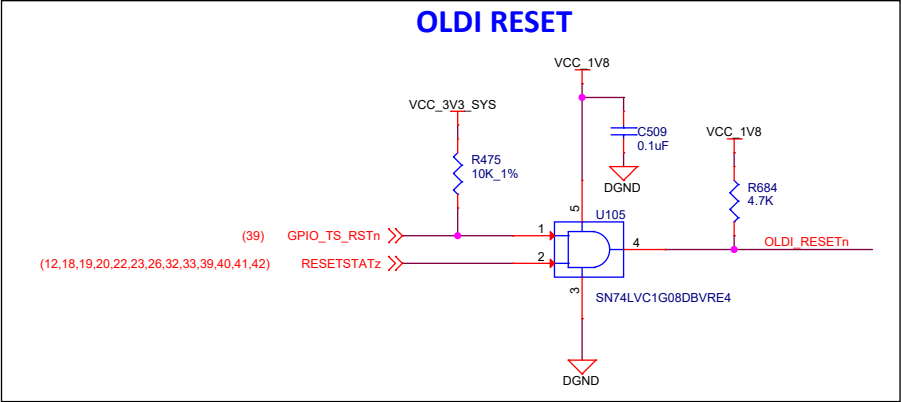 OLDI RESET
VCC_1V8
VCC_3V3_SYS
C509
0.1uF
VCC_1V8
R475
10K_1%
DGND
R684
4.7K
5
U105
(39) GPIO_TS_RSTn
1
4
OLDI_RESETn
(12,18,19,20,22,23,26,32,33,39,40,41,42) RESETSTATz
2
3
SN74LVC1G08DBVRE4
DGND